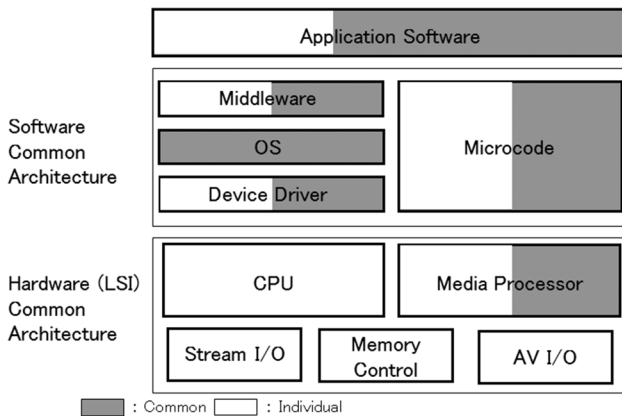 Application Software
Software
Common
Architecture
Middleware
OS
Device Driver
Microcode
Hardware (LSI)
Common
Architecture
CPU
Media Processor
Stream I/O
Memory
Control
AV I/O
: Common
: Individual